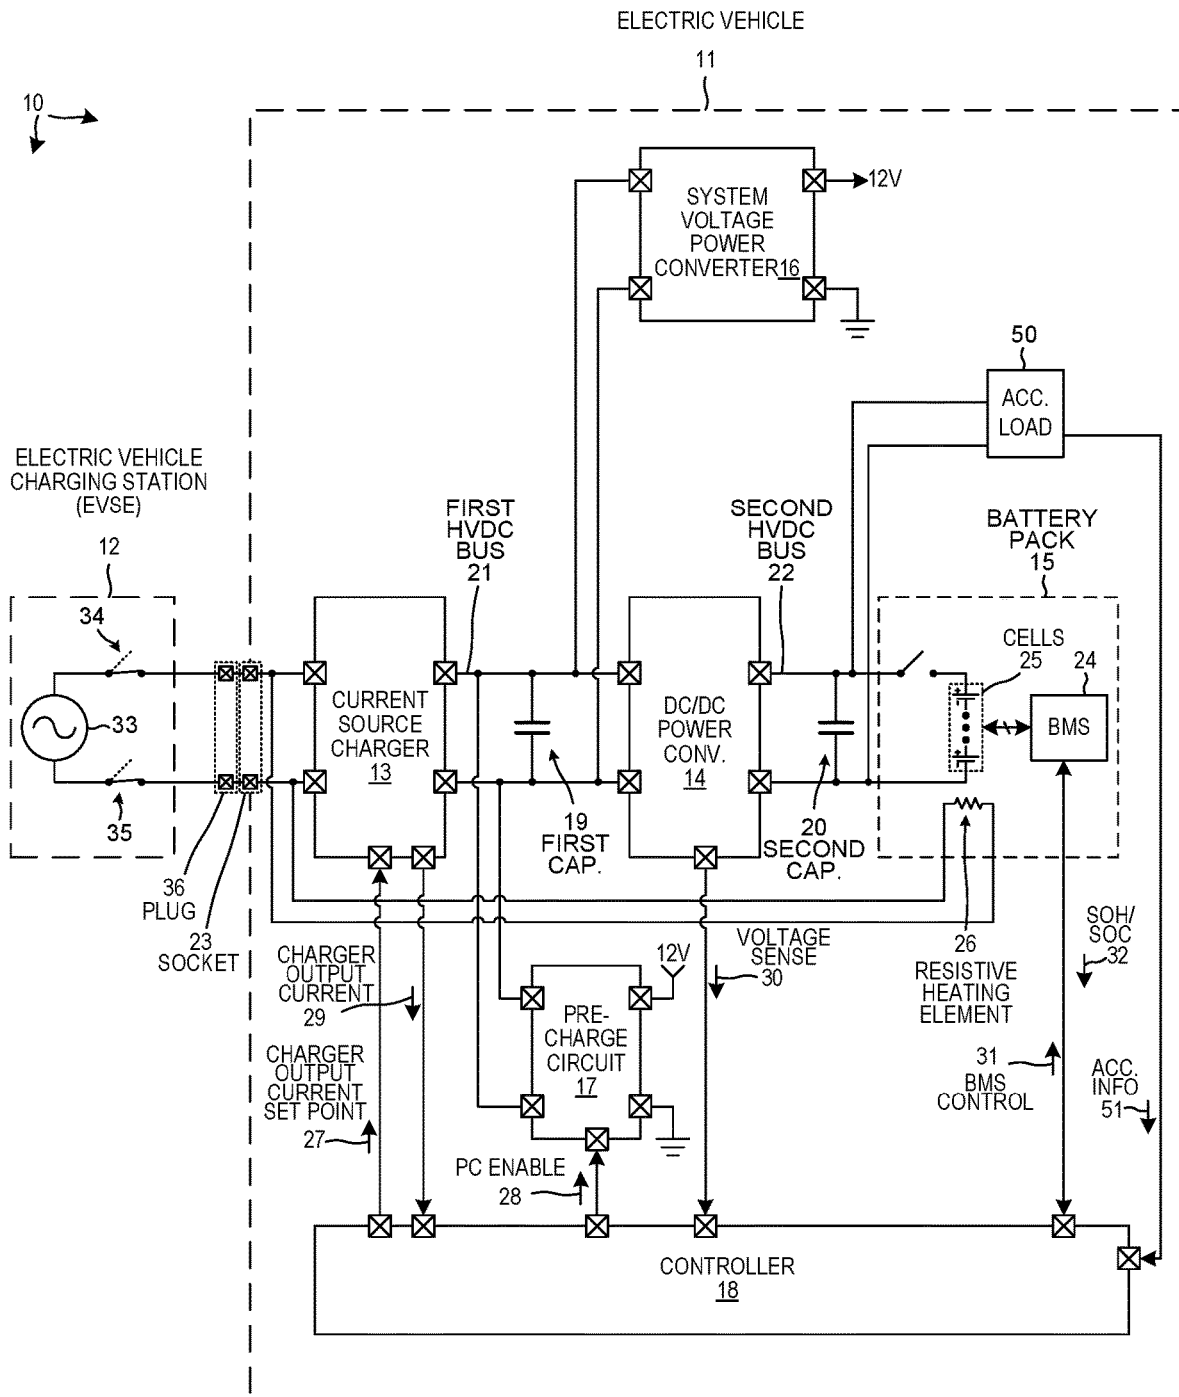 ELECTRIC VEHICLE
11
10
12V
SYSTEM
VOLTAGE
POWER
CONVERTER16
50
ACC.
LOAD
ELECTRIC VEHICLE
CHARGING STATION
(EVSE)
12
FIRST
HVDC
BUS
21
SECOND
HVDC
BUS
22
BATTERY
PACK
15
34
33
35
CURRENT
SOURCE
CHARGER
13
DC/DC
POWER
CONV.
14
CELLS
25
24
BMS
+
+
19
FIRST
CAP.
20
SECOND
CAP.
36
PLUG
23
SOCKET
26
RESISTIVE
HEATING
ELEMENT
SOH/
SOC
32
CHARGER
OUTPUT
CURRENT
29
VOLTAGE
SENSE
30
12V
PRE-
CHARGE
CIRCUIT
17
CHARGER
OUTPUT
CURRENT
SET POINT
27
31
BMS
CONTROL
ACC.
INFO
51
PC ENABLE
28
CONTROLLER
18